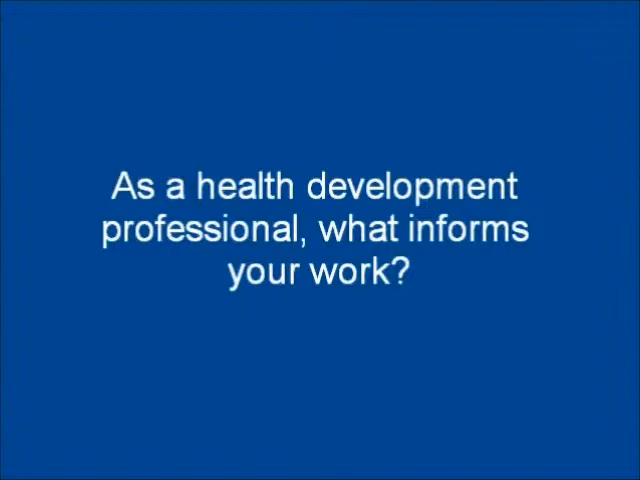 As a health development
professional, what informs
your work?